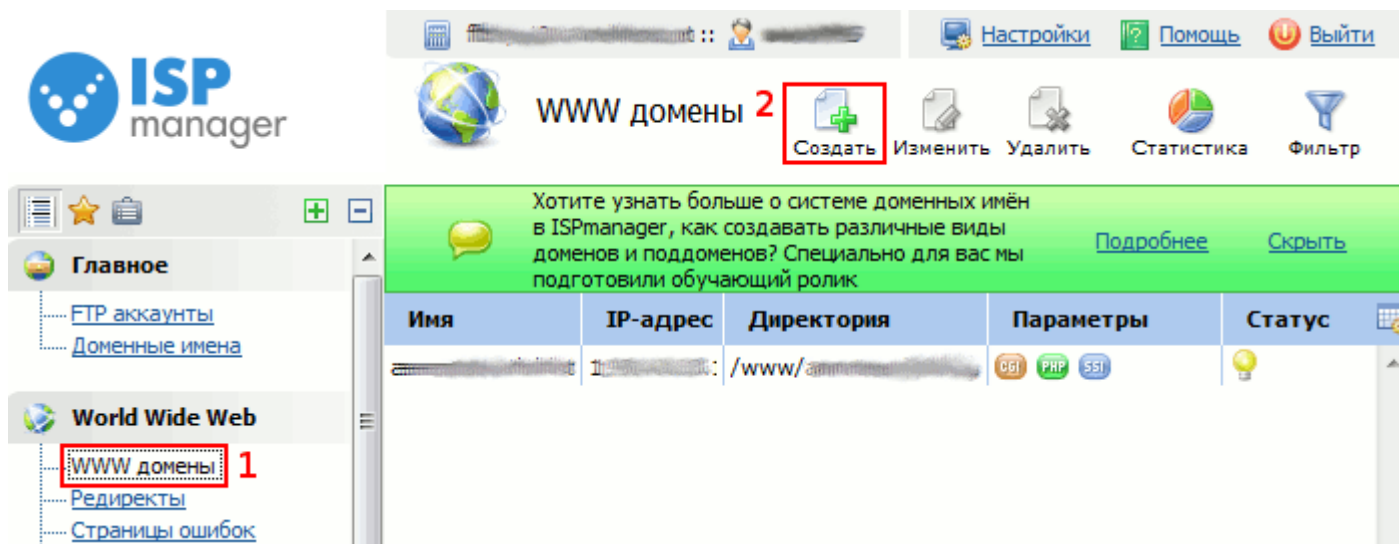 :: Настройки Помощь Выйти
ISP
manager
WWW домены 2
Создать Изменить Удалить Статистика Фильтр
Хотите узнать больше о системе доменных имён
в ISPmanager, как создавать различные виды
доменов и поддоменов? Специально для вас мы
подготовили обучающий ролик
Подробнее Скрыть
Главное
FTP аккаунты
Доменные имена
Имя IP-адрес Директория Параметры Статус
/www/ CGI PHP SSI
World Wide Web
WWW домены 1
Редиректы
Страницы ошибок